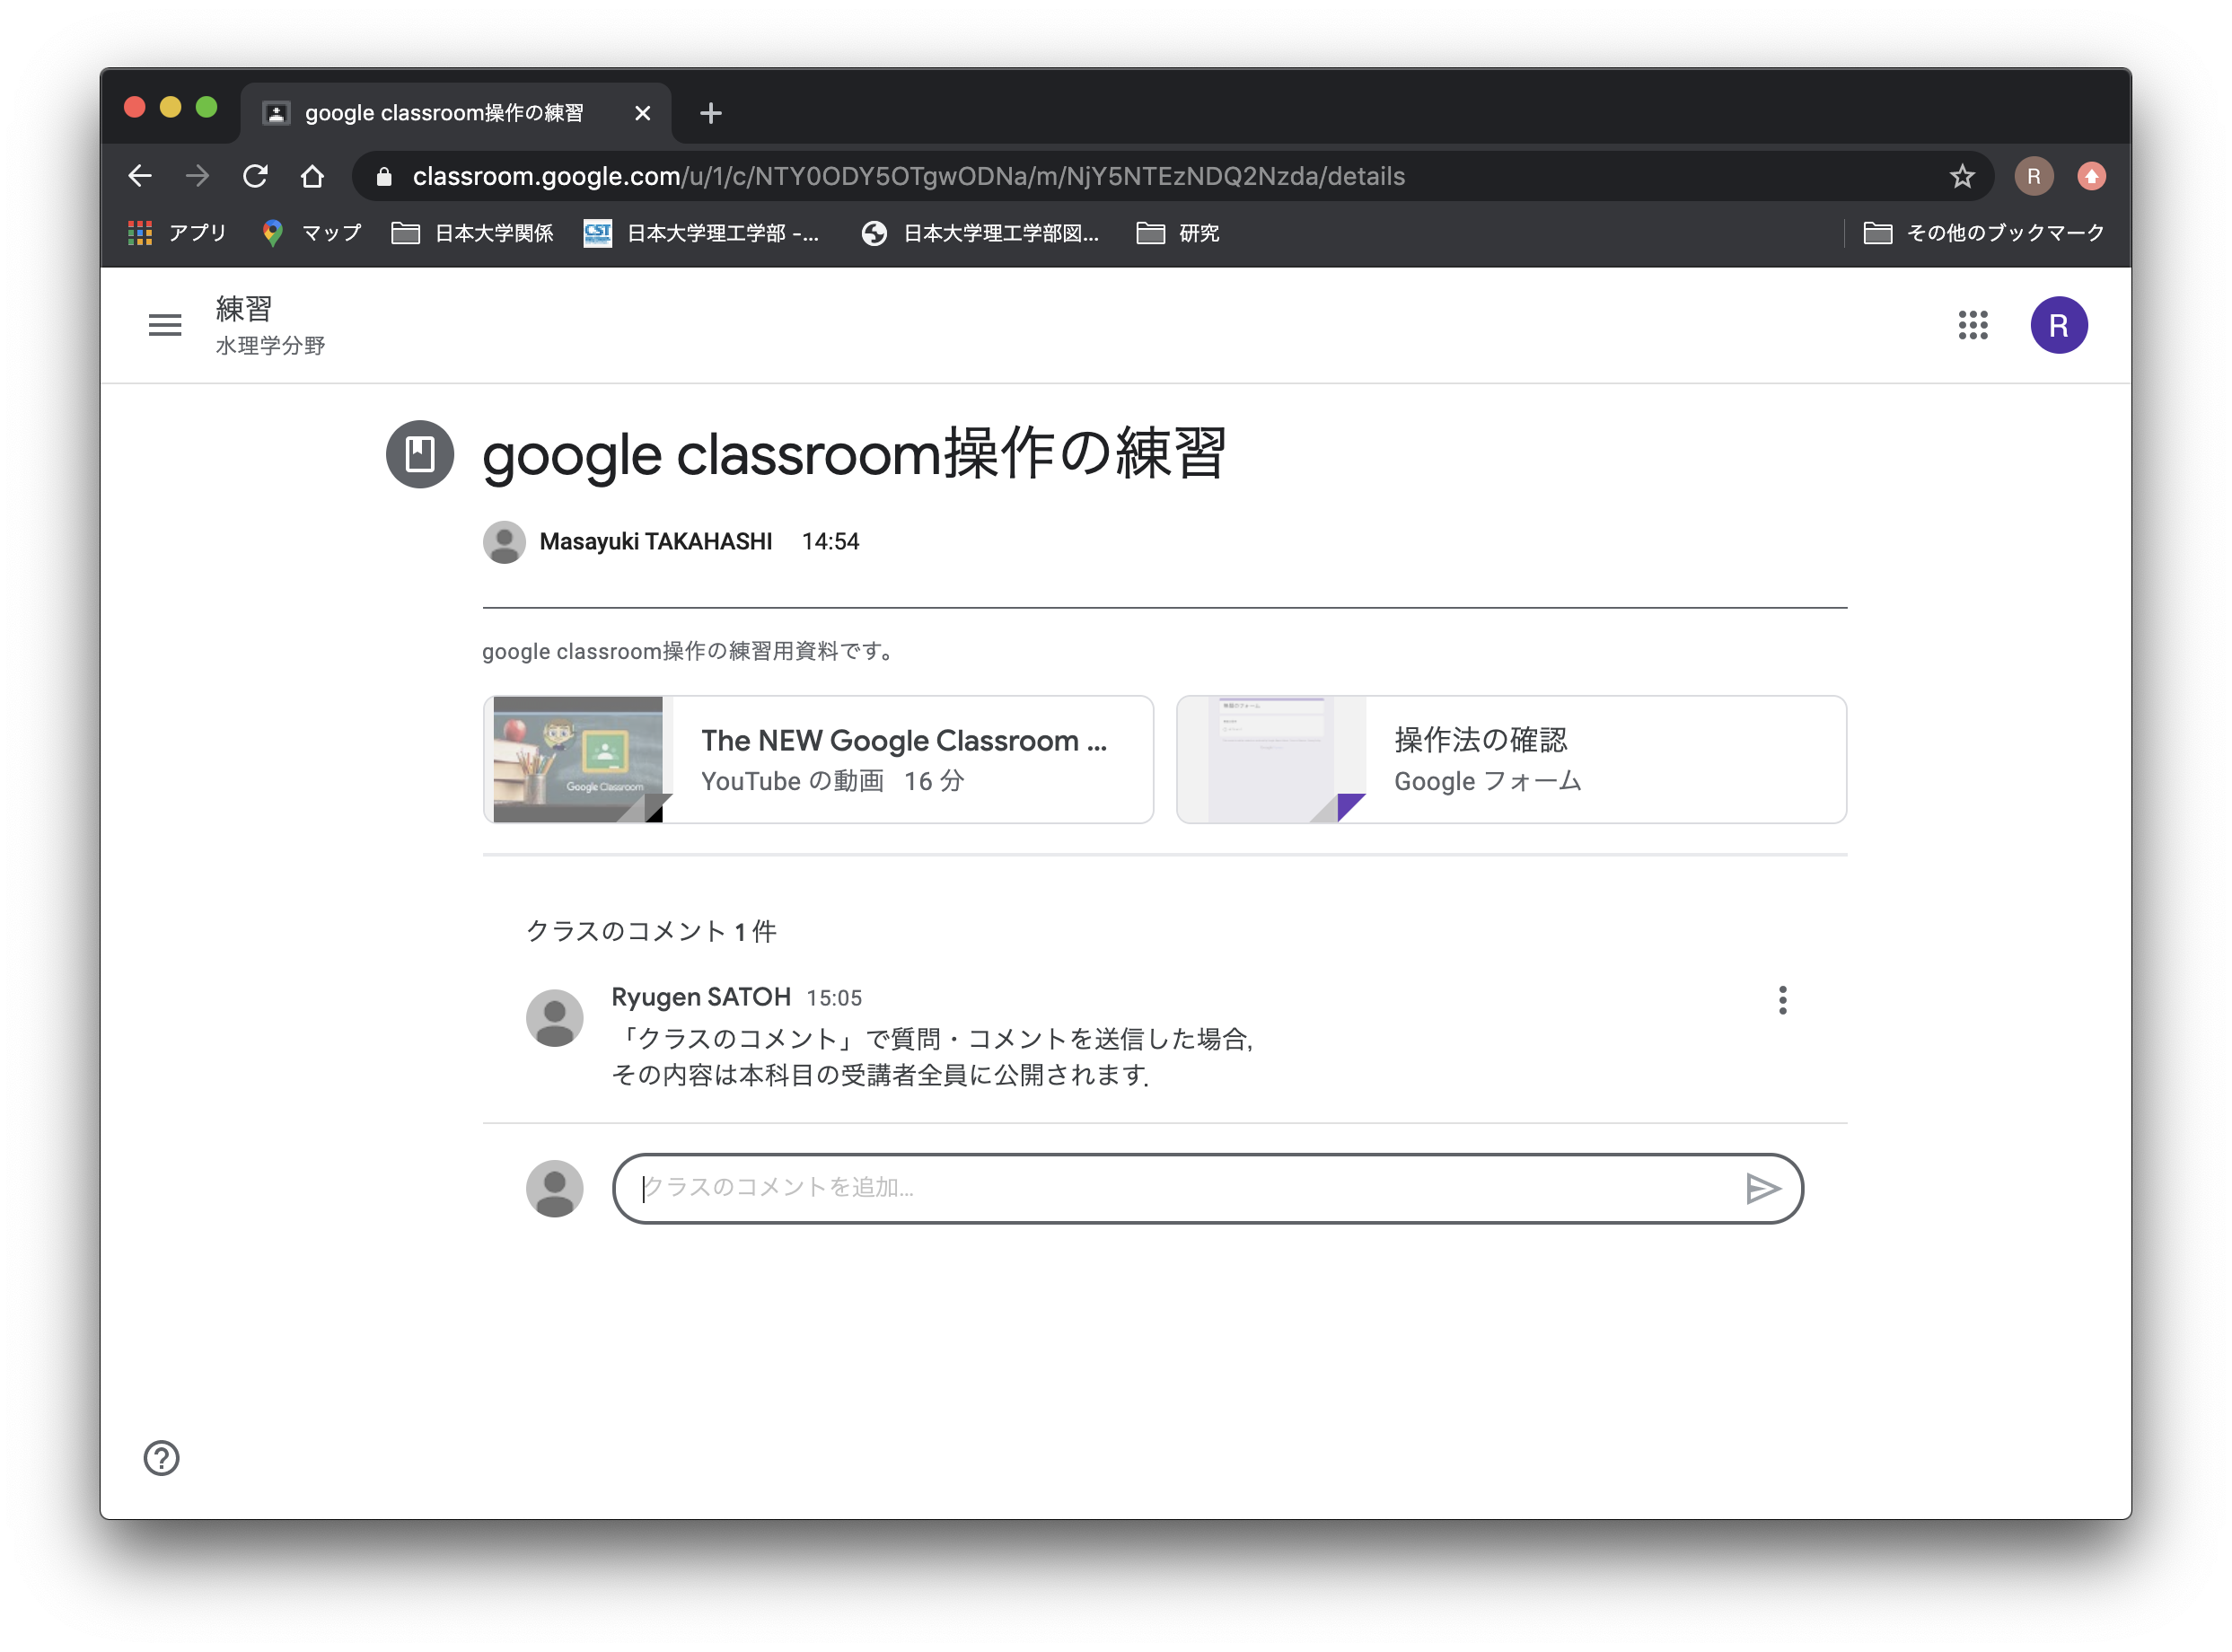 google classroom操作の練習
classroom.google.com/u/1/c/NTY0ODY5OTgwODNa/m/NjY5NTEzNDQ2Nzda/details
R
アプリ
マップ
日本大学関係
CST
日本大学理工学部 -...
日本大学理工学部図...
研究
その他のブックマーク
練習
水理学分野
R
google classroom操作の練習
Masayuki TAKAHASHI 14:54
google classroom操作の練習用資料です。
Google Classroom
The NEW Google Classroom ...
YouTube の動画 16 分
操作法の確認
Google フォーム
クラスのコメント 1 件
Ryugen SATOH 15:05
「クラスのコメント」で質問・コメントを送信した場合,
その内容は本科目の受講者全員に公開されます.
クラスのコメントを追加...